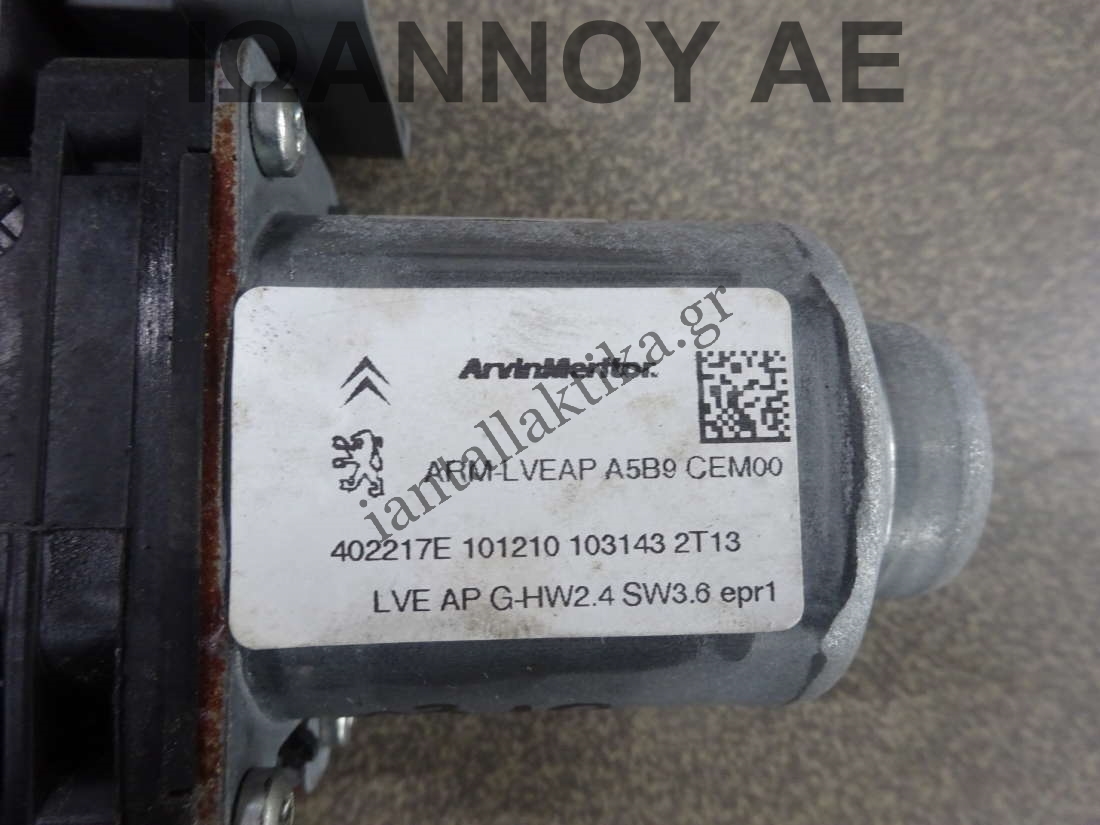 ΙΩΑΝΝΟΥ ΑΕ
ArvinMeritor.
ARM-LVEAP A5B9 CEM00
iantallaktika.gr
402217E 101210 103143 2T13
LVE AP G-HW2.4 SW3.6 epr1